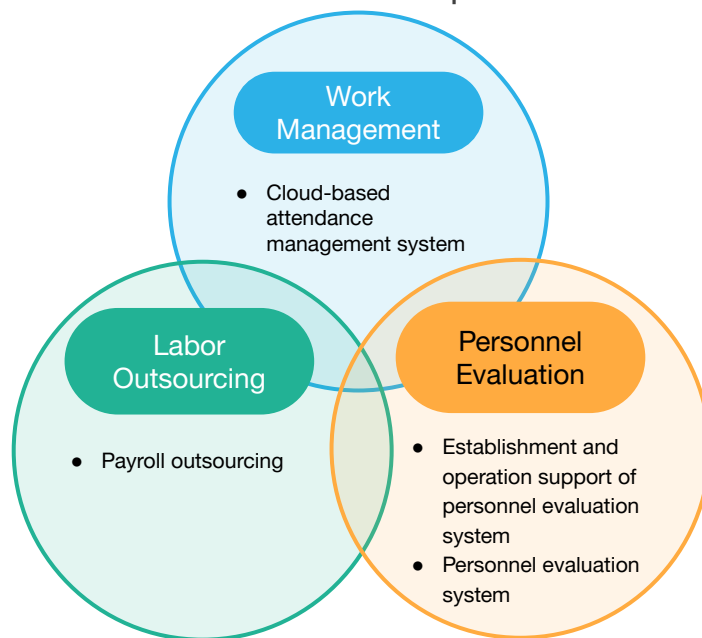 Work
Management
● Cloud-based
attendance
management system
Labor
Outsourcing
● Payroll outsourcing
Personnel
Evaluation
● Establishment and
operation support of
personnel evaluation
system
● Personnel evaluation
system